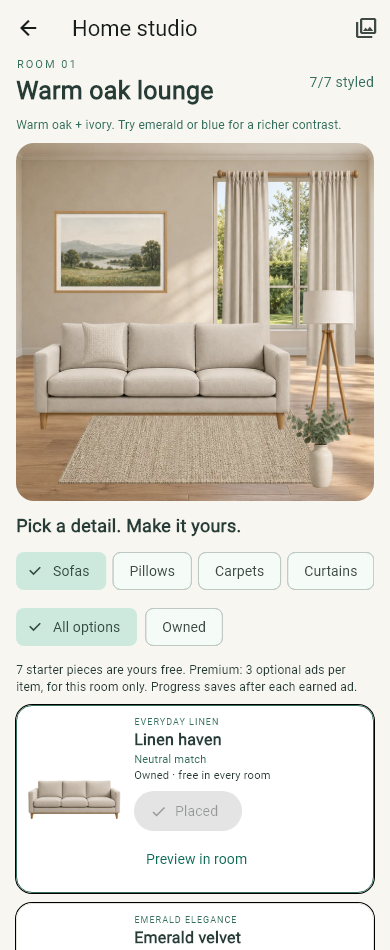 Home studio
ROOM 01
Warm oak lounge
7/7 styled
Warm oak + ivory. Try emerald or blue for a richer contrast.
Pick a detail. Make it yours.
Sofas Pillows Carpets Curtains
All options Owned
7 starter pieces are yours free. Premium: 3 optional ads per
item, for this room only. Progress saves after each earned ad.
EVERYDAY LINEN
Linen haven
Neutral match
Owned · free in every room
Placed
Preview in room
EMERALD ELEGANCE
Emerald velvet